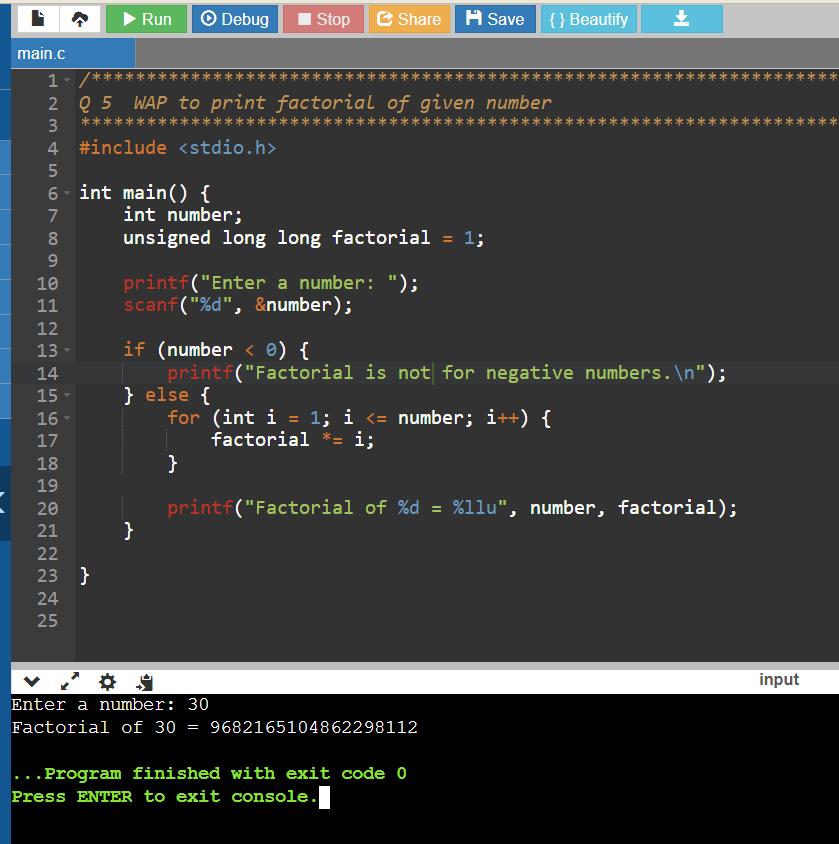 Run Debug Stop Share Save { } Beautify
main.c
1 /*********************************************************************
2 Q 5 WAP to print factorial of given number
3 **********************************************************************
4 #include <stdio.h>
5
6 int main() {
7 int number;
8 unsigned long long factorial = 1;
9
10 printf("Enter a number: ");
11 scanf("%d", &number);
12
13 if (number < 0) {
14 printf("Factorial is not for negative numbers.\n");
15 } else {
16 for (int i = 1; i <= number; i++) {
17 factorial *= i;
18 }
19
20 printf("Factorial of %d = %llu", number, factorial);
21 }
22
23 }
24
25
input
Enter a number: 30
Factorial of 30 = 9682165104862298112
...Program finished with exit code 0
Press ENTER to exit console.